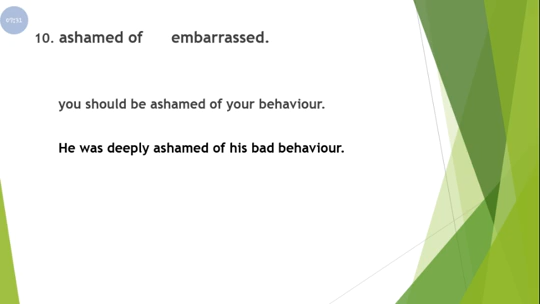 10. ashamed of embarrassed.
you should be ashamed of your behaviour.
He was deeply ashamed of his bad behaviour.